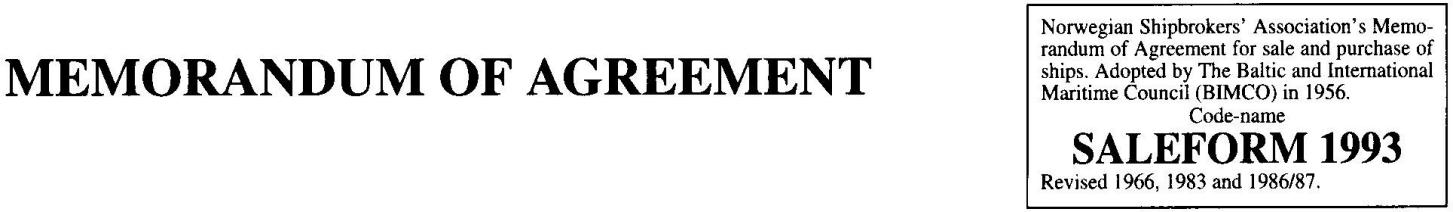 MEMORANDUM OF AGREEMENT
Norwegian Shipbrokers' Association's Memo-
randum of Agreement for sale and purchase of
ships. Adopted by The Baltic and International
Maritime Council (BIMCO) in 1956.
Code-name
SALEFORM 1993
Revised 1966, 1983 and 1986/87.